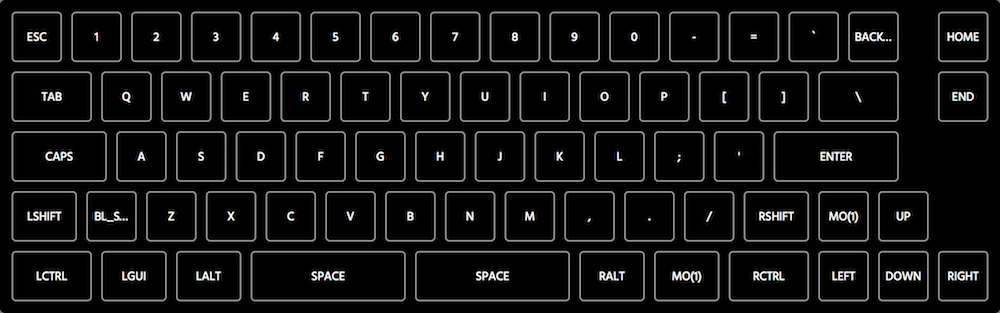 ESC 1 2 3 4 5 6 7 8 9 0 - = ` BACK... HOME
TAB Q W E R T Y U I O P [ ] \ END
CAPS A S D F G H J K L ; ' ENTER
LSHIFT BL_S... Z X C V B N M , . / RSHIFT MO(1) UP
LCTRL LGUI LALT SPACE SPACE RALT MO(1) RCTRL LEFT DOWN RIGHT